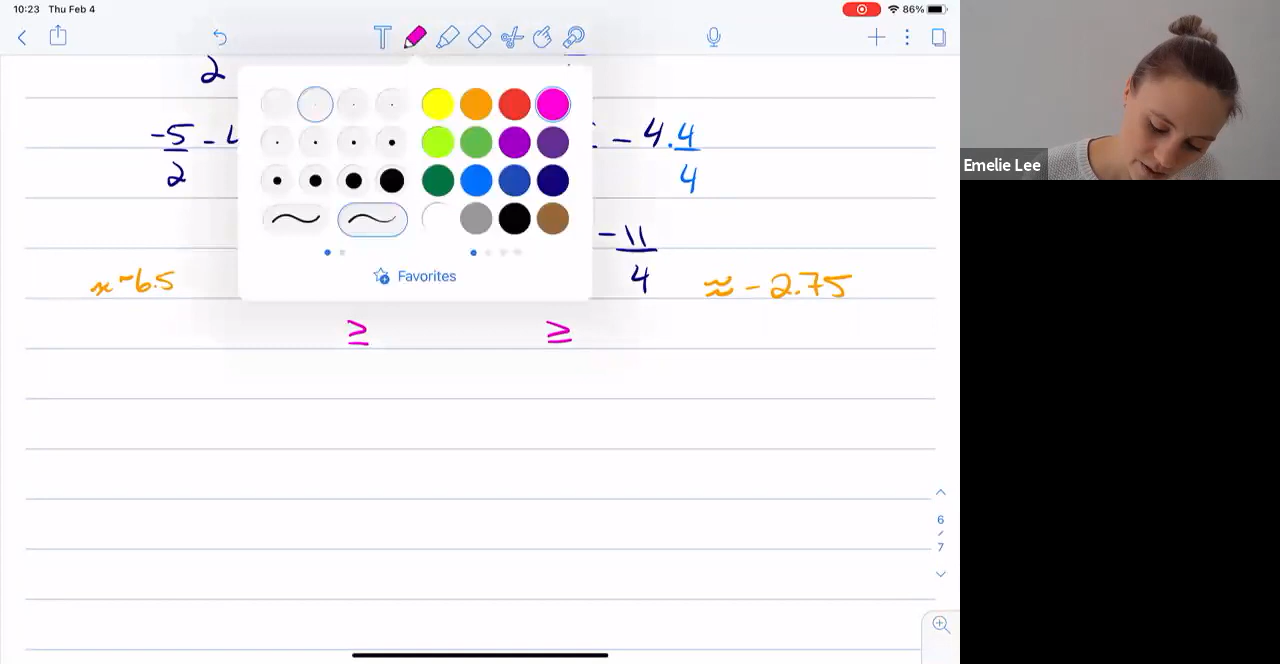 10:23 Thu Feb 4 86%
T
2
-5/2 - 4 - 4 · 4/4
-11/4
x ≈ 6.5 ≈ -2.75
Favorites
≥ ≥
6
/
7
Emelie Lee